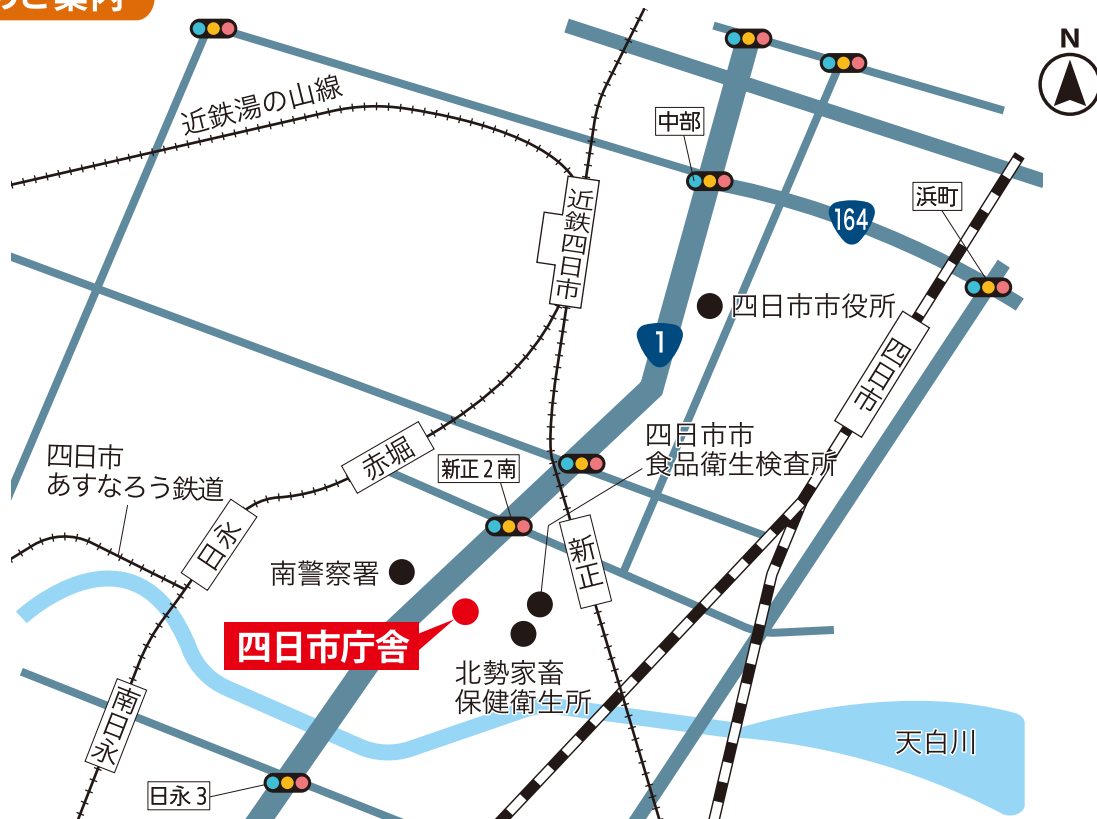 のご案内
N
近鉄湯の山線
中部
浜町
164
近鉄四日市
四日市市役所
1
四日市
四日市市
食品衛生検査所
赤堀
新正2南
四日市
あすなろう鉄道
日永
新正
南警察署
四日市庁舎
北勢家畜
保健衛生所
南日永
天白川
日永3